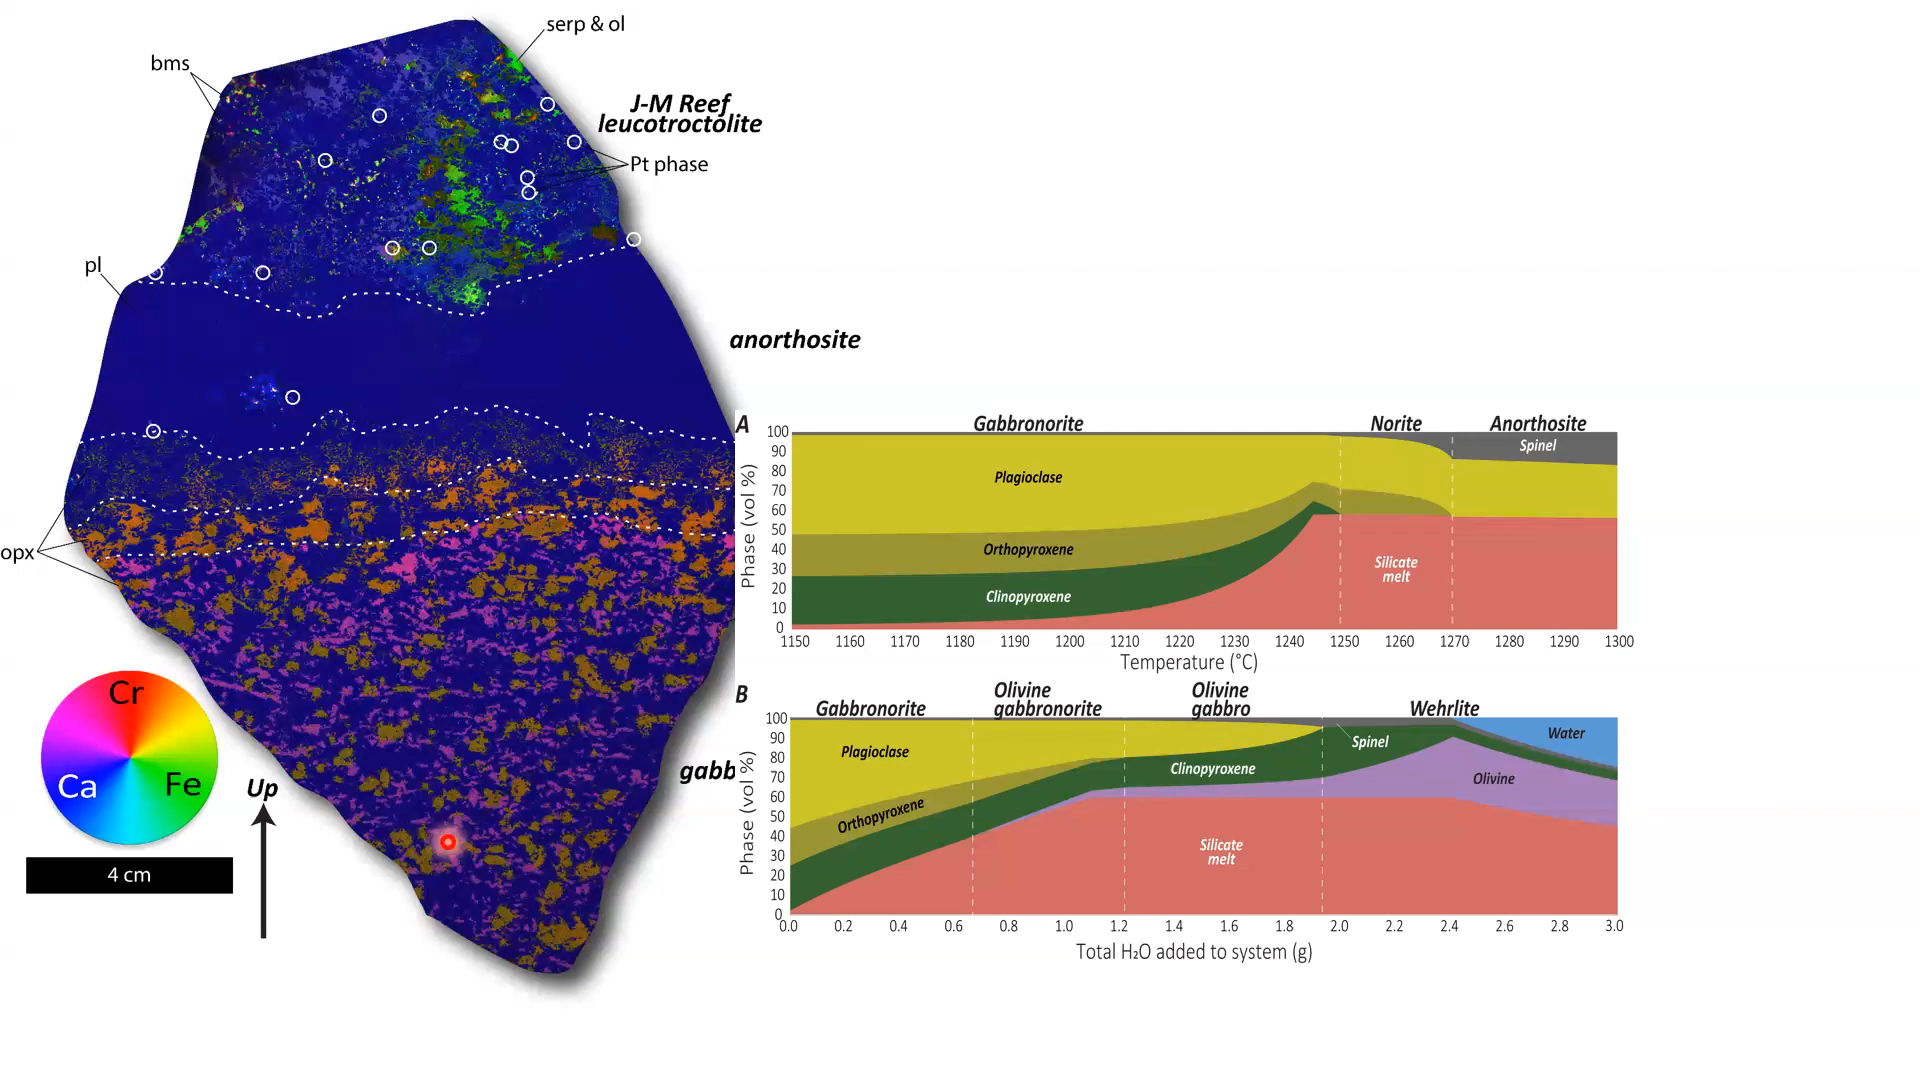 serp & ol
bms
J-M Reef
leucotroctolite
Pt phase
pl
anorthosite
opx
Cr
Ca
Fe
Up
4 cm
gabb
A
Gabbronorite
Norite
Anorthosite
Phase (vol %)
100
90
80
70
60
50
40
30
20
10
0
Spinel
Plagioclase
Orthopyroxene
Clinopyroxene
Silicate
melt
1150 1160 1170 1180 1190 1200 1210 1220 1230 1240 1250 1260 1270 1280 1290 1300
Temperature (°C)
B
Gabbronorite
Olivine
gabbronorite
Olivine
gabbro
Wehrlite
Phase (vol %)
100
90
80
70
60
50
40
30
20
10
0
Plagioclase
Orthopyroxene
Clinopyroxene
Spinel
Water
Olivine
Silicate
melt
0.0 0.2 0.4 0.6 0.8 1.0 1.2 1.4 1.6 1.8 2.0 2.2 2.4 2.6 2.8 3.0
Total H₂O added to system (g)